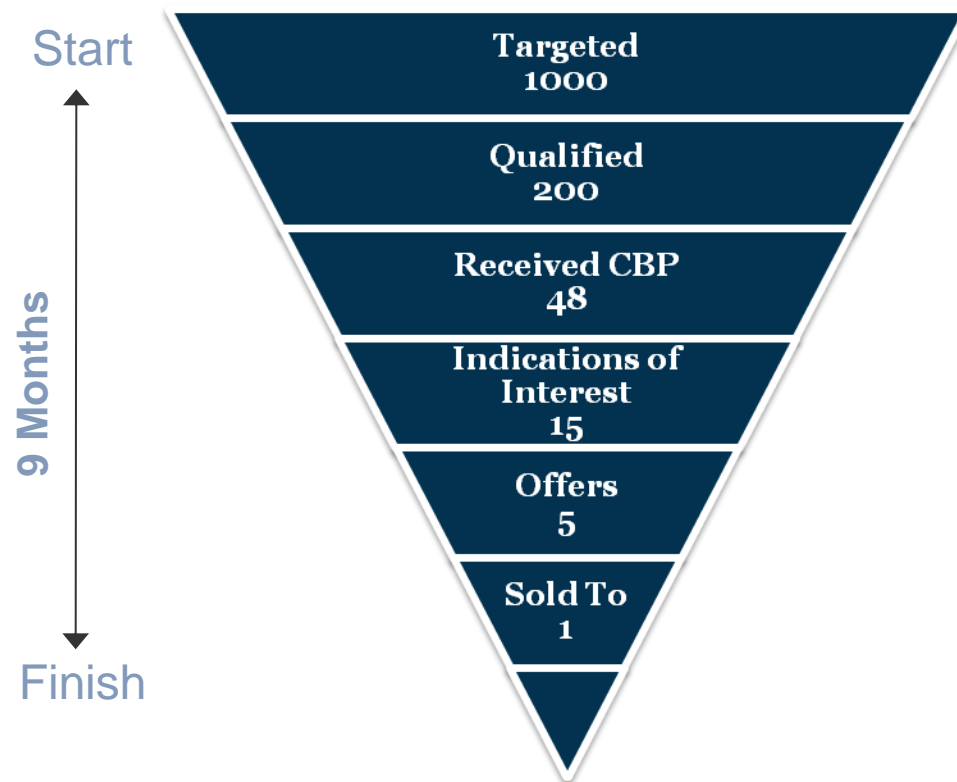 Start
Targeted
1000
Qualified
200
Received CBP
48
9 Months
Indications of
Interest
15
Offers
5
Sold To
1
Finish